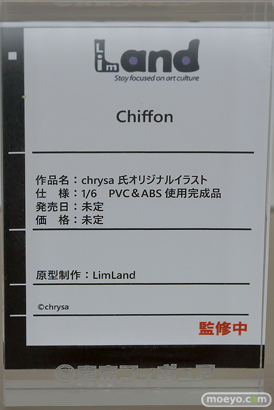 LimLand
Stay focused on art culture
Chiffon
作品名：chrysa 氏オリジナルイラスト
仕　様：1/6　PVC＆ABS 使用完成品
発売日：未定
価　格：未定
原型制作：LimLand
©chrysa
監修中
moeyo.com